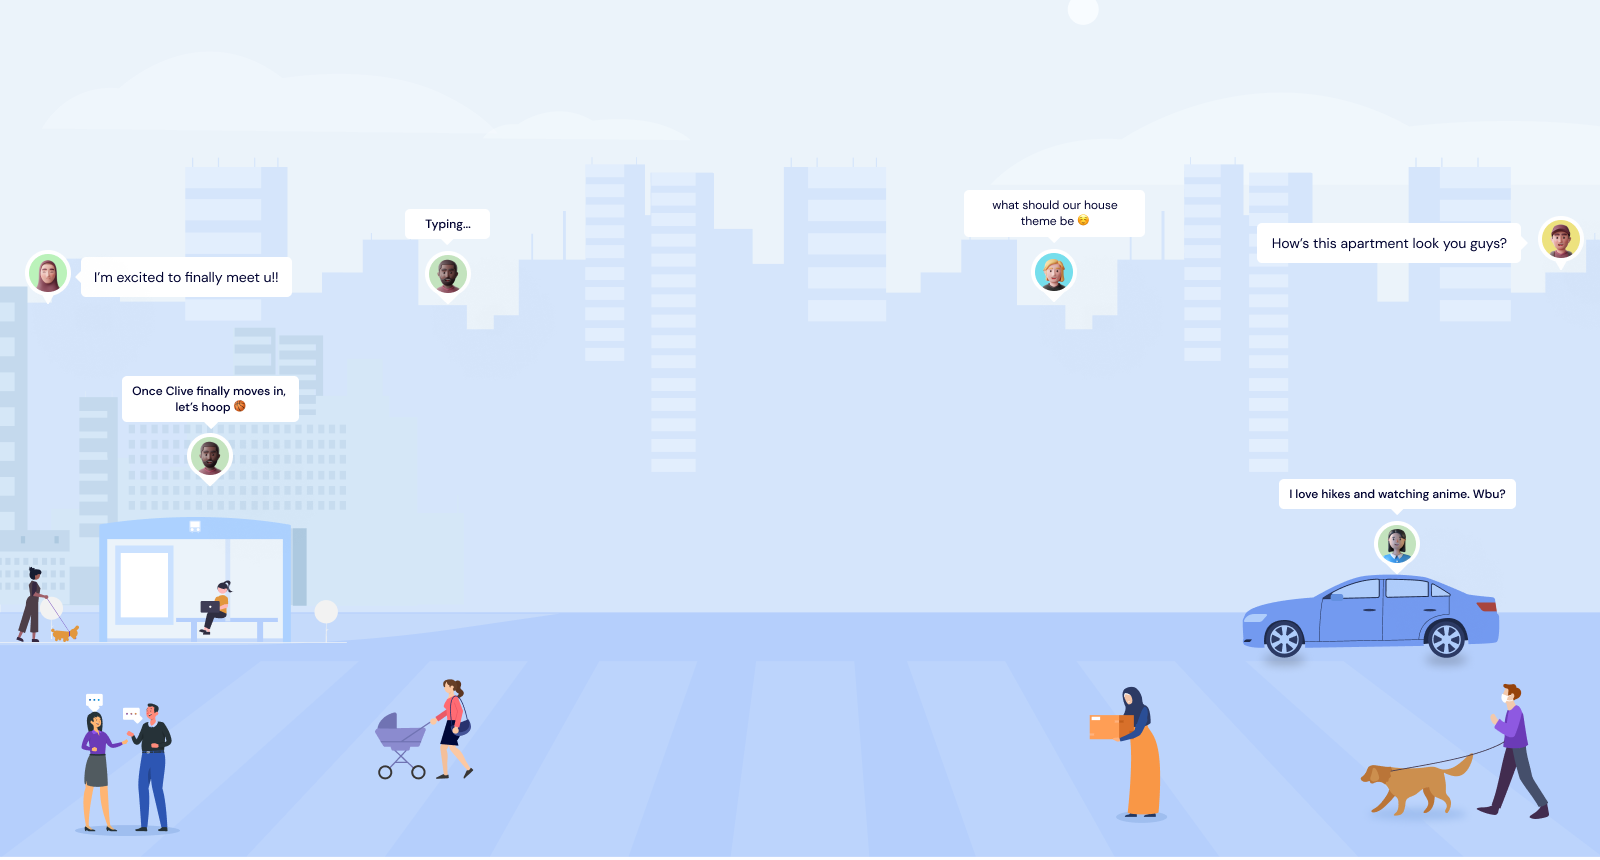 what should our house
theme be ☺️
Typing...
How's this apartment look you guys?
I'm excited to finally meet u!!
Once Clive finally moves in,
let's hoop 🏀
I love hikes and watching anime. Wbu?